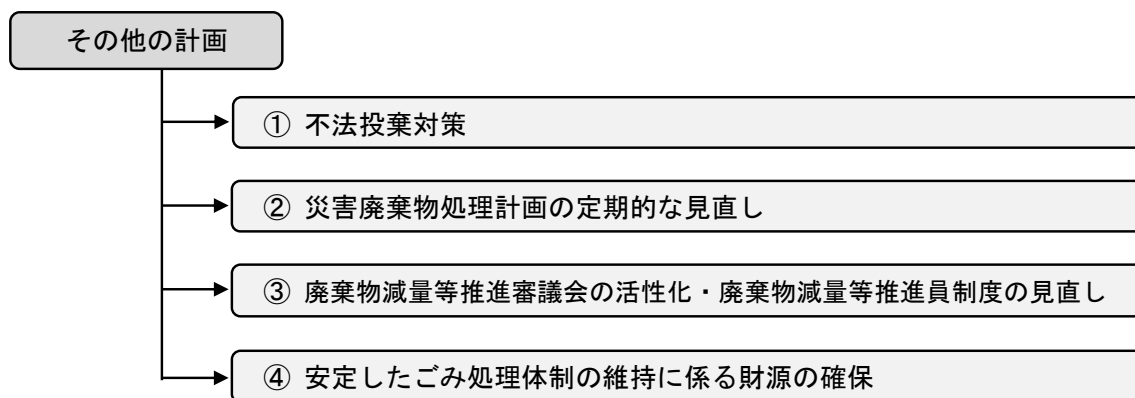 その他の計画
① 不法投棄対策
② 災害廃棄物処理計画の定期的な見直し
③ 廃棄物減量等推進審議会の活性化・廃棄物減量等推進員制度の見直し
④ 安定したごみ処理体制の維持に係る財源の確保